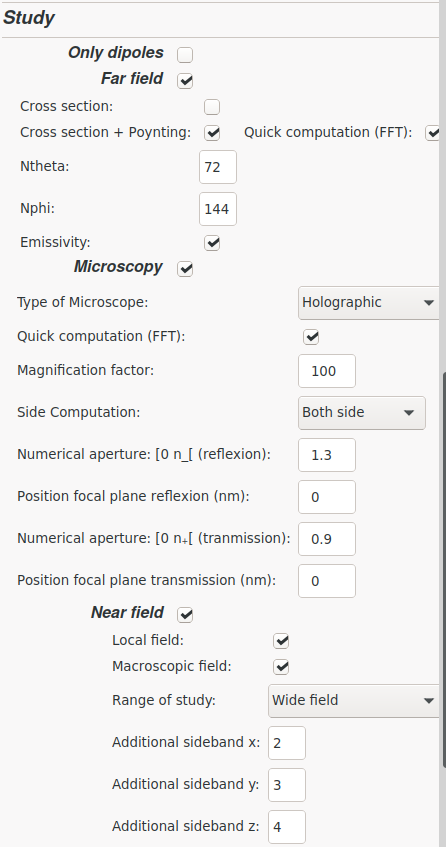 Study
Only dipoles
Far field
Cross section:
Cross section + Poynting: Quick computation (FFT):
Ntheta: 72
Nphi: 144
Emissivity:
Microscopy
Type of Microscope: Holographic
Quick computation (FFT):
Magnification factor: 100
Side Computation: Both side
Numerical aperture: [0 n_[ (reflexion): 1.3
Position focal plane reflexion (nm): 0
Numerical aperture: [0 n₊[ (tranmission): 0.9
Position focal plane transmission (nm): 0
Near field
Local field:
Macroscopic field:
Range of study: Wide field
Additional sideband x: 2
Additional sideband y: 3
Additional sideband z: 4